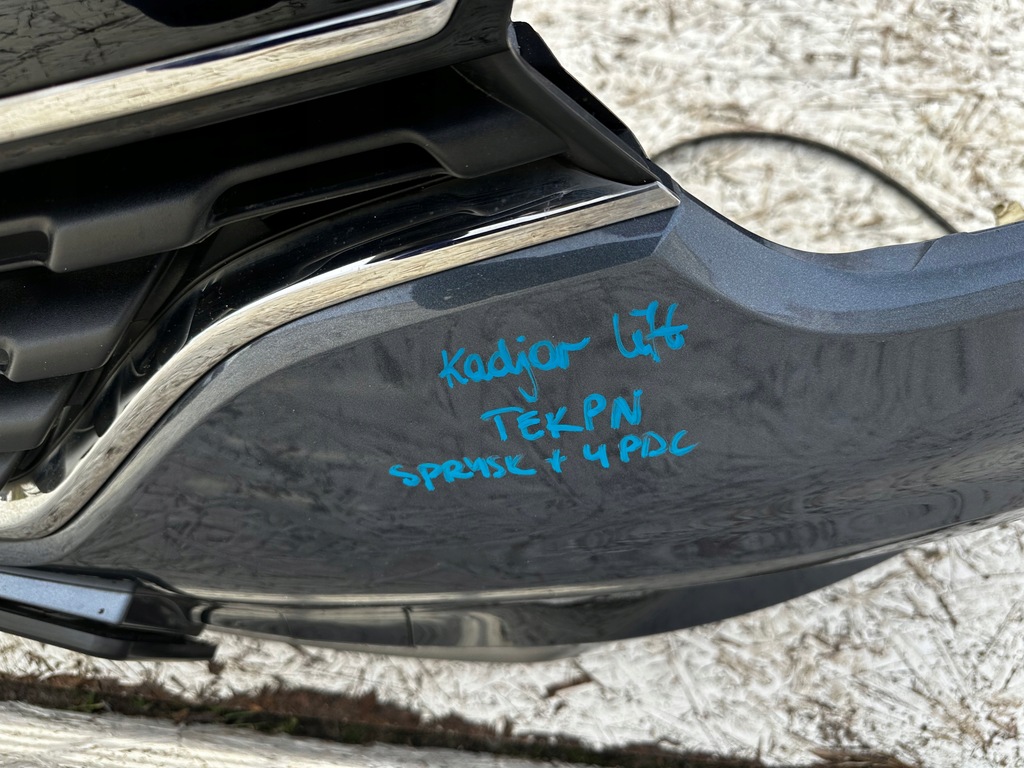 Kadjar lift
TEKPN
SPRYSK + 4 PDC